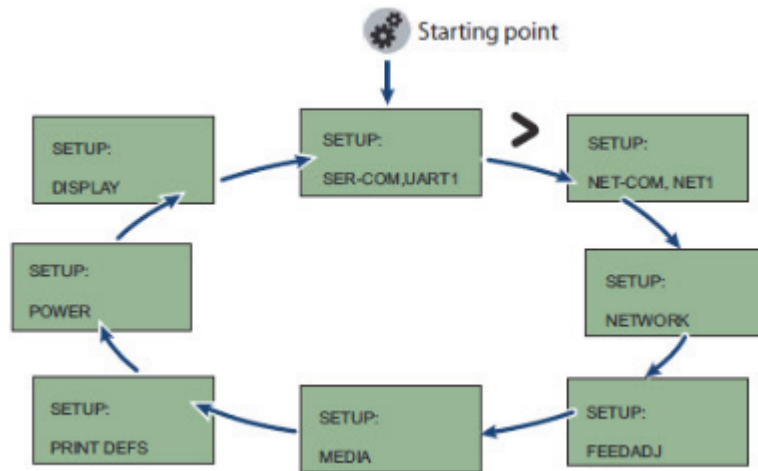 Starting point
SETUP:
SER-COM,UART1
>
SETUP:
NET-COM, NET1
SETUP:
NETWORK
SETUP:
FEEDADJ
SETUP:
MEDIA
SETUP:
PRINT DEFS
SETUP:
POWER
SETUP:
DISPLAY